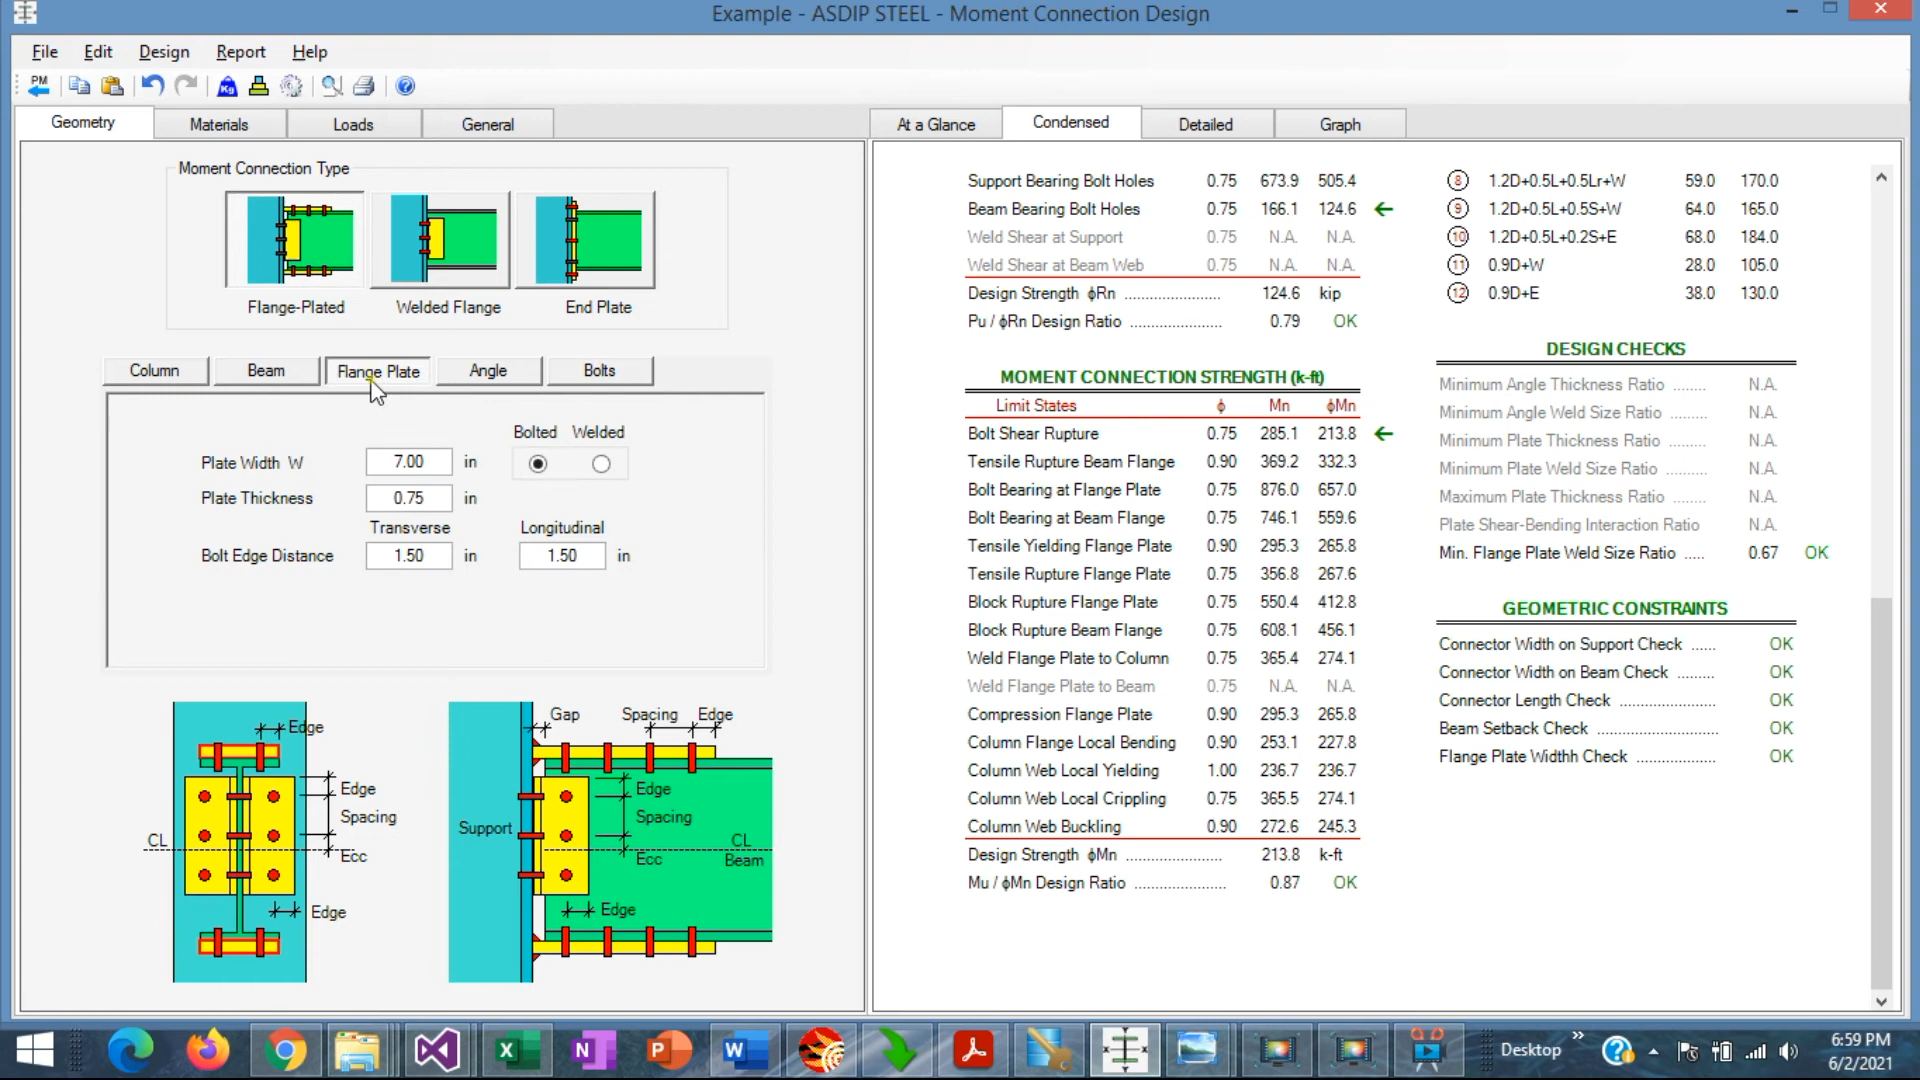 Example - ASDIP STEEL - Moment Connection Design
File Edit Design Report Help
PM Kg
Geometry Materials Loads General
Moment Connection Type
Flange-Plated Welded Flange End Plate
Column Beam Flange Plate Angle Bolts
Bolted Welded
Plate Width W 7.00 in
Plate Thickness 0.75 in
Transverse Longitudinal
Bolt Edge Distance 1.50 in 1.50 in
Edge
Edge
Spacing
CL
Ecc
Edge
Gap Spacing Edge
Edge
Spacing
Support
CL
Ecc Beam
Edge
At a Glance Condensed Detailed Graph
Support Bearing Bolt Holes 0.75 673.9 505.4
Beam Bearing Bolt Holes 0.75 166.1 124.6
Weld Shear at Support 0.75 N.A. N.A.
Weld Shear at Beam Web 0.75 N.A. N.A.
Design Strength ϕRn ........................ 124.6 kip
Pu / ϕRn Design Ratio ....................... 0.79 OK
MOMENT CONNECTION STRENGTH (k-ft)
Limit States ϕ Mn ϕMn
Bolt Shear Rupture 0.75 285.1 213.8
Tensile Rupture Beam Flange 0.90 369.2 332.3
Bolt Bearing at Flange Plate 0.75 876.0 657.0
Bolt Bearing at Beam Flange 0.75 746.1 559.6
Tensile Yielding Flange Plate 0.90 295.3 265.8
Tensile Rupture Flange Plate 0.75 356.8 267.6
Block Rupture Flange Plate 0.75 550.4 412.8
Block Rupture Beam Flange 0.75 608.1 456.1
Weld Flange Plate to Column 0.75 365.4 274.1
Weld Flange Plate to Beam 0.75 N.A. N.A.
Compression Flange Plate 0.90 295.3 265.8
Column Flange Local Bending 0.90 253.1 227.8
Column Web Local Yielding 1.00 236.7 236.7
Column Web Local Crippling 0.75 365.5 274.1
Column Web Buckling 0.90 272.6 245.3
Design Strength ϕMn ........................ 213.8 k-ft
Mu / ϕMn Design Ratio ........................ 0.87 OK
8 1.2D+0.5L+0.5Lr+W 59.0 170.0
9 1.2D+0.5L+0.5S+W 64.0 165.0
10 1.2D+0.5L+0.2S+E 68.0 184.0
11 0.9D+W 28.0 105.0
12 0.9D+E 38.0 130.0
DESIGN CHECKS
Minimum Angle Thickness Ratio ........ N.A.
Minimum Angle Weld Size Ratio ........ N.A.
Minimum Plate Thickness Ratio ........ N.A.
Minimum Plate Weld Size Ratio ........ N.A.
Maximum Plate Thickness Ratio ....... N.A.
Plate Shear-Bending Interaction Ratio N.A.
Min. Flange Plate Weld Size Ratio ..... 0.67 OK
GEOMETRIC CONSTRAINTS
Connector Width on Support Check ...... OK
Connector Width on Beam Check ......... OK
Connector Length Check ........................ OK
Beam Setback Check .............................. OK
Flange Plate Widthh Check .................... OK
Desktop
6:59 PM
6/2/2021